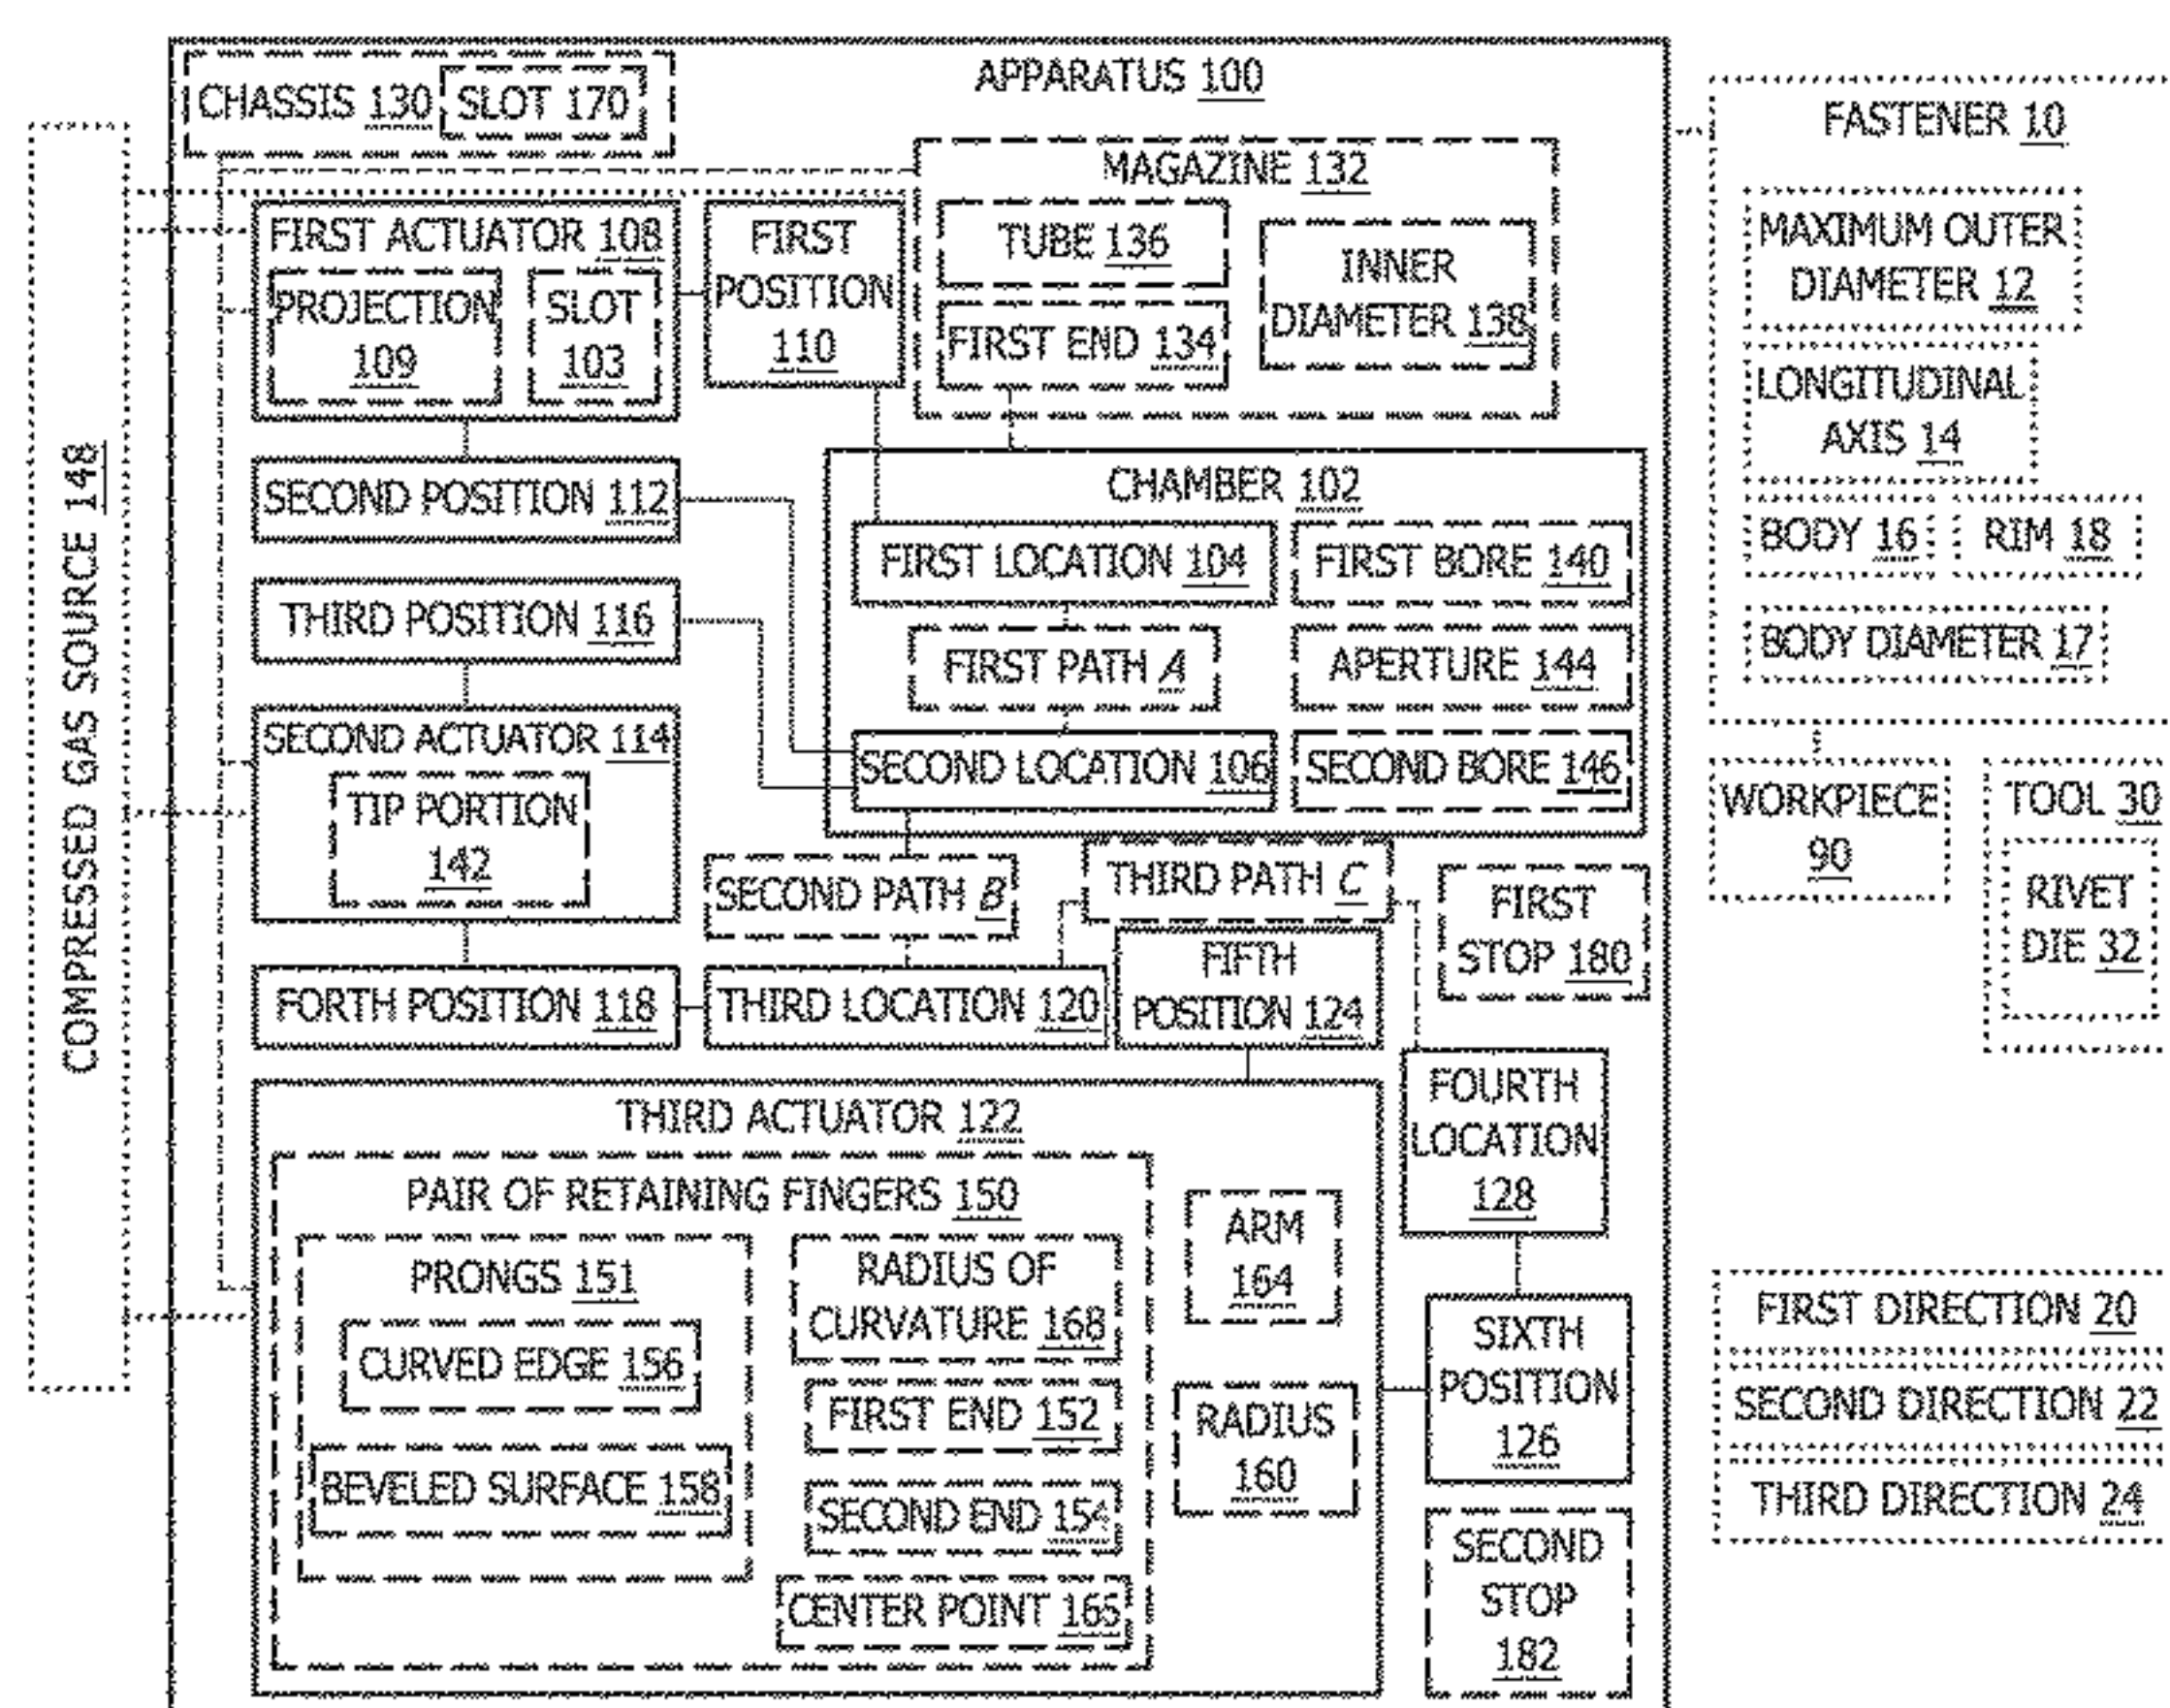 CHASSIS 130
SLOT 170
APPARATUS 100
COMPRESSED GAS SOURCE 148
FIRST ACTUATOR 108
PROJECTION
109
SLOT
103
FIRST
POSITION
110
MAGAZINE 132
TUBE 136
FIRST END 134
INNER
DIAMETER 138
SECOND POSITION 112
THIRD POSITION 116
SECOND ACTUATOR 114
TIP PORTION
142
FORTH POSITION 118
CHAMBER 102
FIRST LOCATION 104
FIRST BORE 140
FIRST PATH A
APERTURE 144
SECOND LOCATION 106
SECOND BORE 146
SECOND PATH B
THIRD PATH C
THIRD LOCATION 120
FIFTH
POSITION 124
FIRST
STOP 180
FOURTH
LOCATION
128
THIRD ACTUATOR 122
PAIR OF RETAINING FINGERS 150
PRONGS 151
CURVED EDGE 156
BEVELED SURFACE 158
RADIUS OF
CURVATURE 168
FIRST END 152
SECOND END 154
CENTER POINT 165
ARM
164
RADIUS
160
SIXTH
POSITION
126
SECOND
STOP
182
FASTENER 10
MAXIMUM OUTER
DIAMETER 12
LONGITUDINAL
AXIS 14
BODY 16
RIM 18
BODY DIAMETER 17
WORKPIECE
90
TOOL 30
RIVET
DIE 32
FIRST DIRECTION 20
SECOND DIRECTION 22
THIRD DIRECTION 24